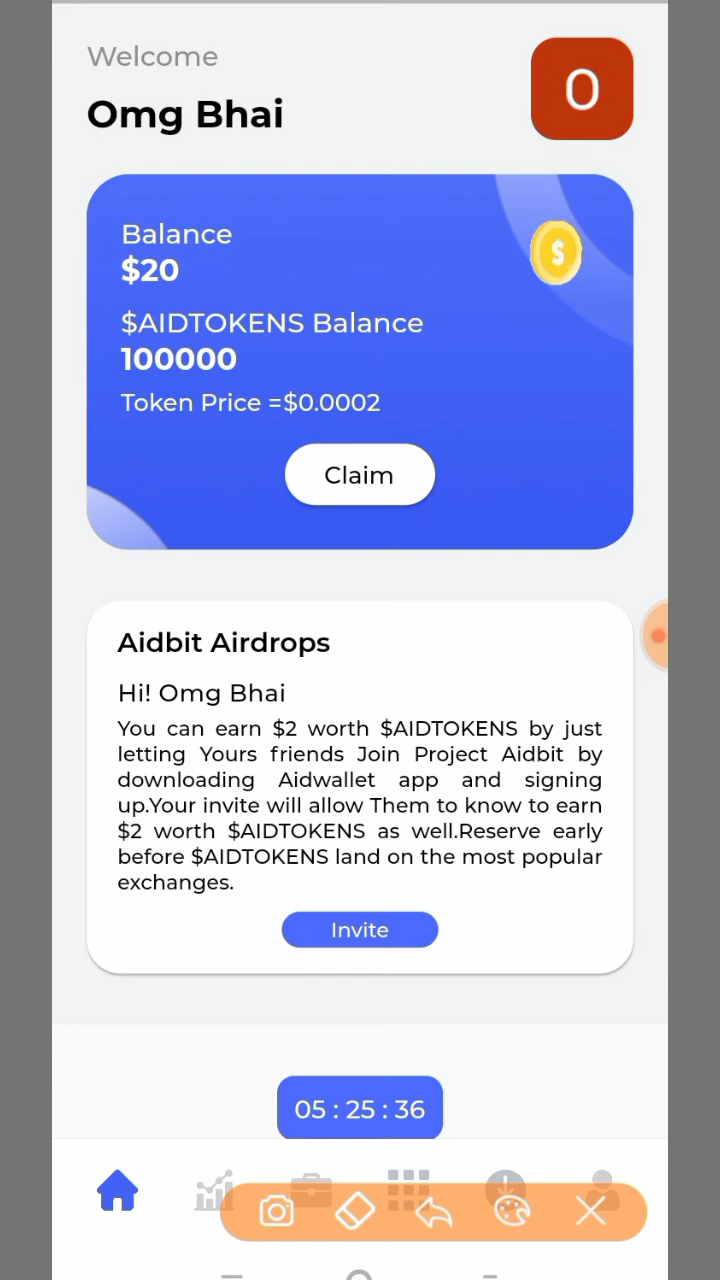 Welcome
Omg Bhai
O
Balance
$20
$
$AIDTOKENS Balance
100000
Token Price =$0.0002
Claim
Aidbit Airdrops
Hi! Omg Bhai
You can earn $2 worth $AIDTOKENS by just
letting Yours friends Join Project Aidbit by
downloading Aidwallet app and signing
up.Your invite will allow Them to know to earn
$2 worth $AIDTOKENS as well.Reserve early
before $AIDTOKENS land on the most popular
exchanges.
Invite
05 : 25 : 36